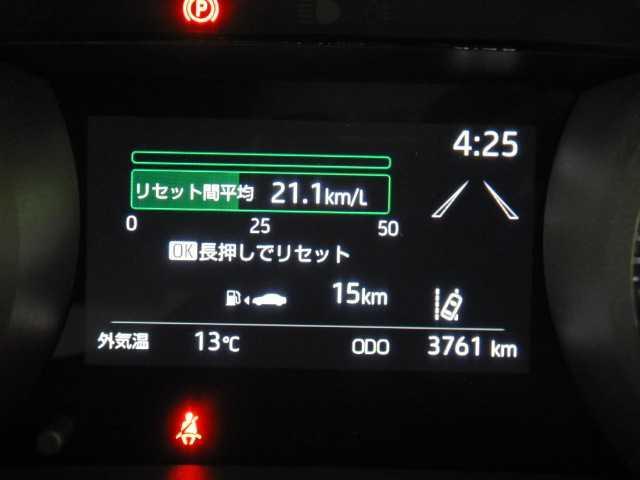 P
4:25
リセット間平均 21.1km/L
0 25 50
OK長押しでリセット
15km
外気温 13℃ ODO 3761 km